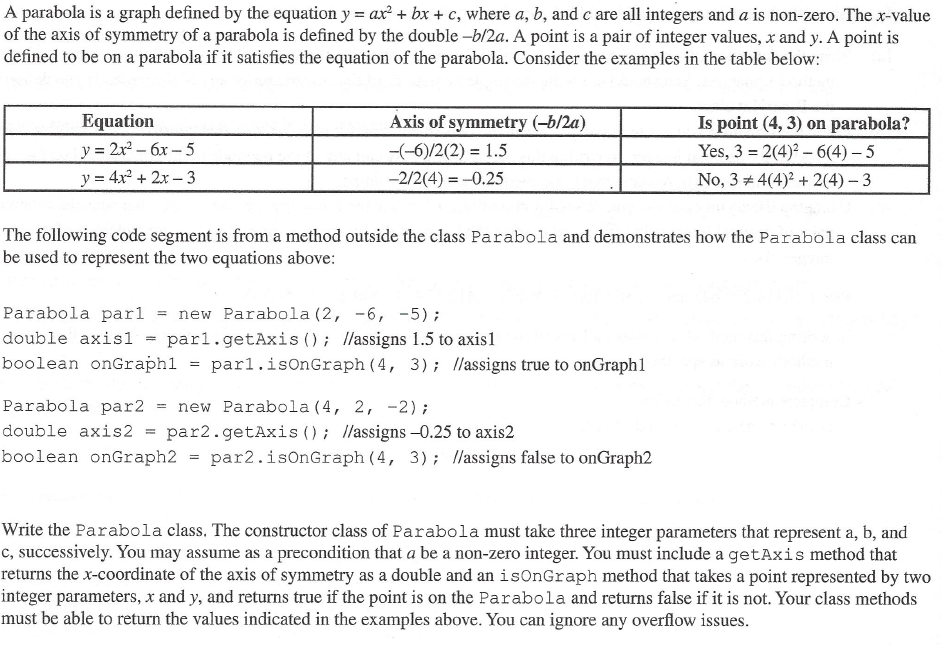 A parabola is a graph defined by the equation y = ax² + bx + c, where a, b, and c are all integers and a is non-zero. The x-value
of the axis of symmetry of a parabola is defined by the double –b/2a. A point is a pair of integer values, x and y. A point is
defined to be on a parabola if it satisfies the equation of the parabola. Consider the examples in the table below:
Equation Axis of symmetry (–b/2a) Is point (4, 3) on parabola?
y = 2x² – 6x – 5 –(–6)/2(2) = 1.5 Yes, 3 = 2(4)² – 6(4) – 5
y = 4x² + 2x – 3 –2/2(4) = –0.25 No, 3 ≠ 4(4)² + 2(4) – 3
The following code segment is from a method outside the class Parabola and demonstrates how the Parabola class can
be used to represent the two equations above:
Parabola par1 = new Parabola(2, -6, -5);
double axis1 = par1.getAxis(); //assigns 1.5 to axis1
boolean onGraph1 = par1.isOnGraph(4, 3); //assigns true to onGraph1
Parabola par2 = new Parabola(4, 2, -2);
double axis2 = par2.getAxis(); //assigns –0.25 to axis2
boolean onGraph2 = par2.isOnGraph(4, 3); //assigns false to onGraph2
Write the Parabola class. The constructor class of Parabola must take three integer parameters that represent a, b, and
c, successively. You may assume as a precondition that a be a non-zero integer. You must include a getAxis method that
returns the x-coordinate of the axis of symmetry as a double and an isOnGraph method that takes a point represented by two
integer parameters, x and y, and returns true if the point is on the Parabola and returns false if it is not. Your class methods
must be able to return the values indicated in the examples above. You can ignore any overflow issues.